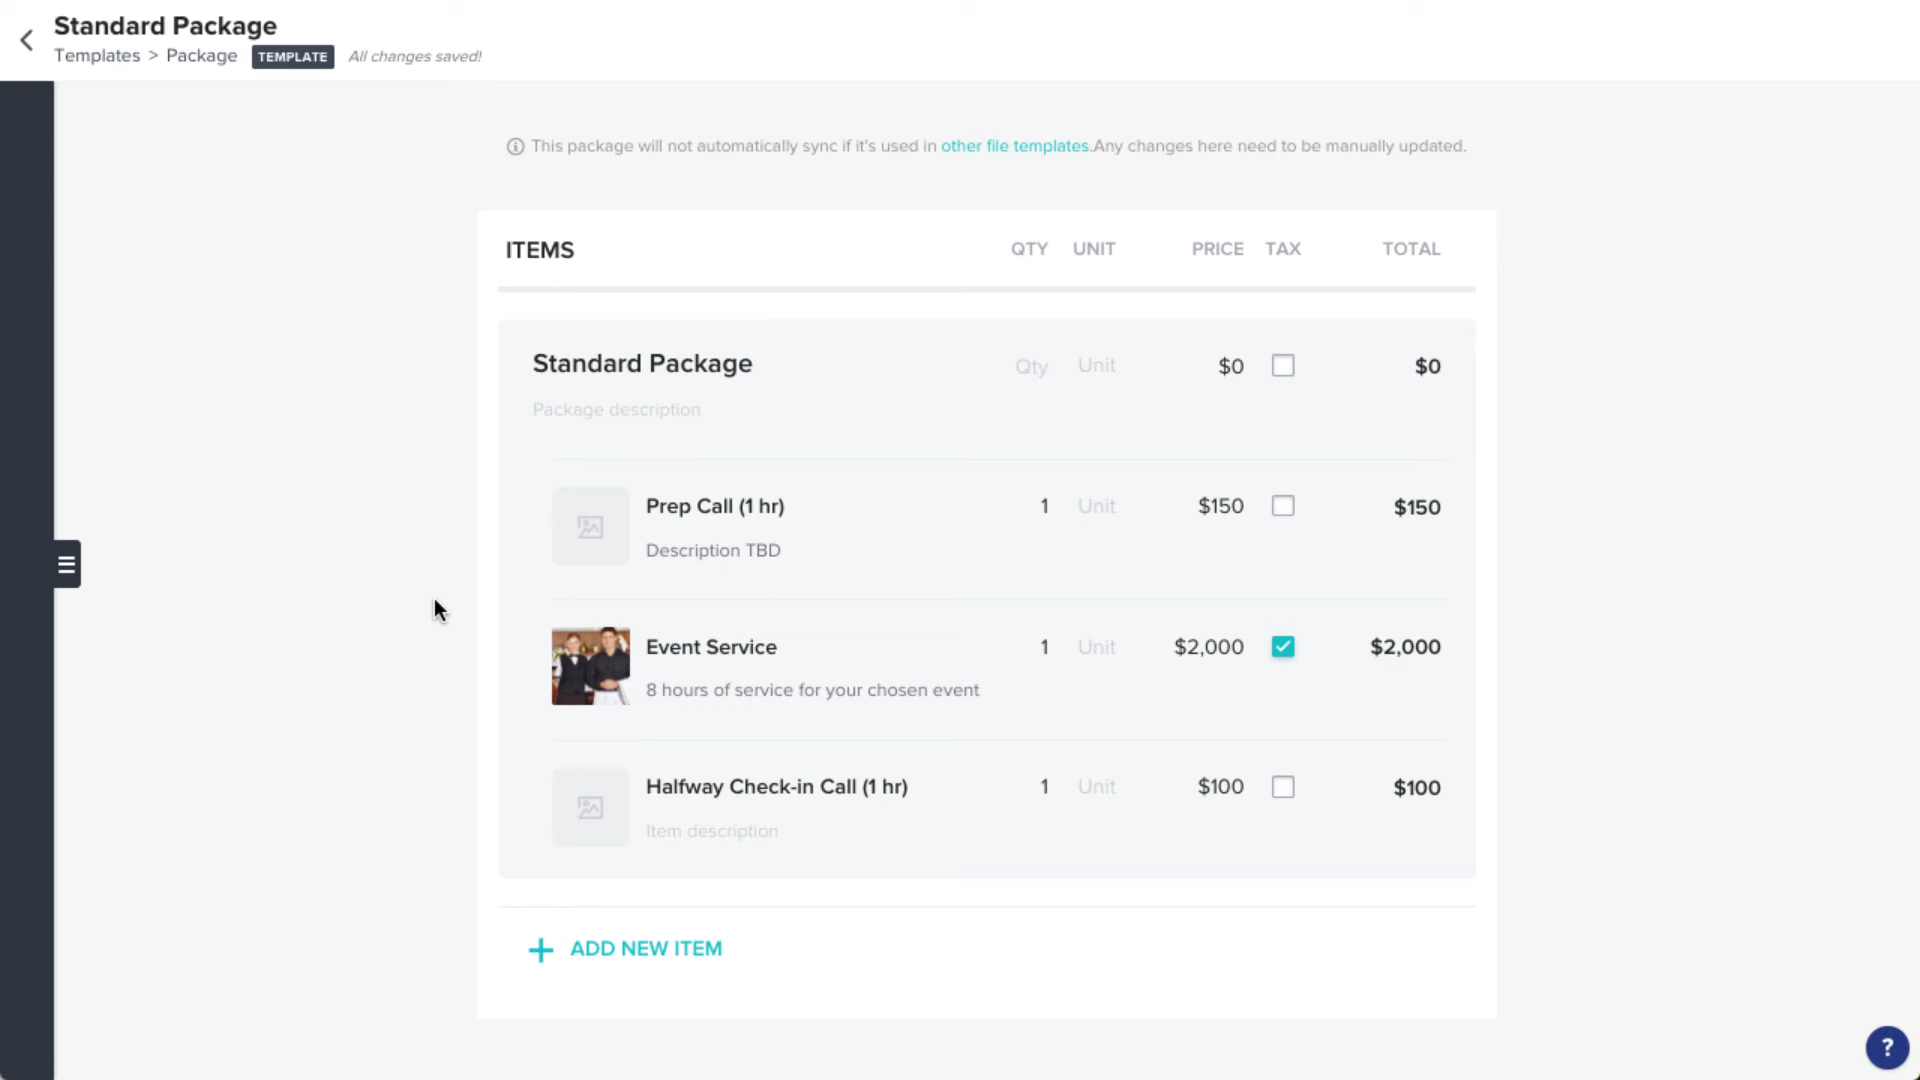 Standard Package
Templates > Package TEMPLATE All changes saved!
This package will not automatically sync if it's used in other file templates.Any changes here need to be manually updated.
ITEMS QTY UNIT PRICE TAX TOTAL
Standard Package Qty Unit $0 $0
Package description
Prep Call (1 hr) 1 Unit $150 $150
Description TBD
Event Service 1 Unit $2,000 $2,000
8 hours of service for your chosen event
Halfway Check-in Call (1 hr) 1 Unit $100 $100
Item description
+ ADD NEW ITEM
?